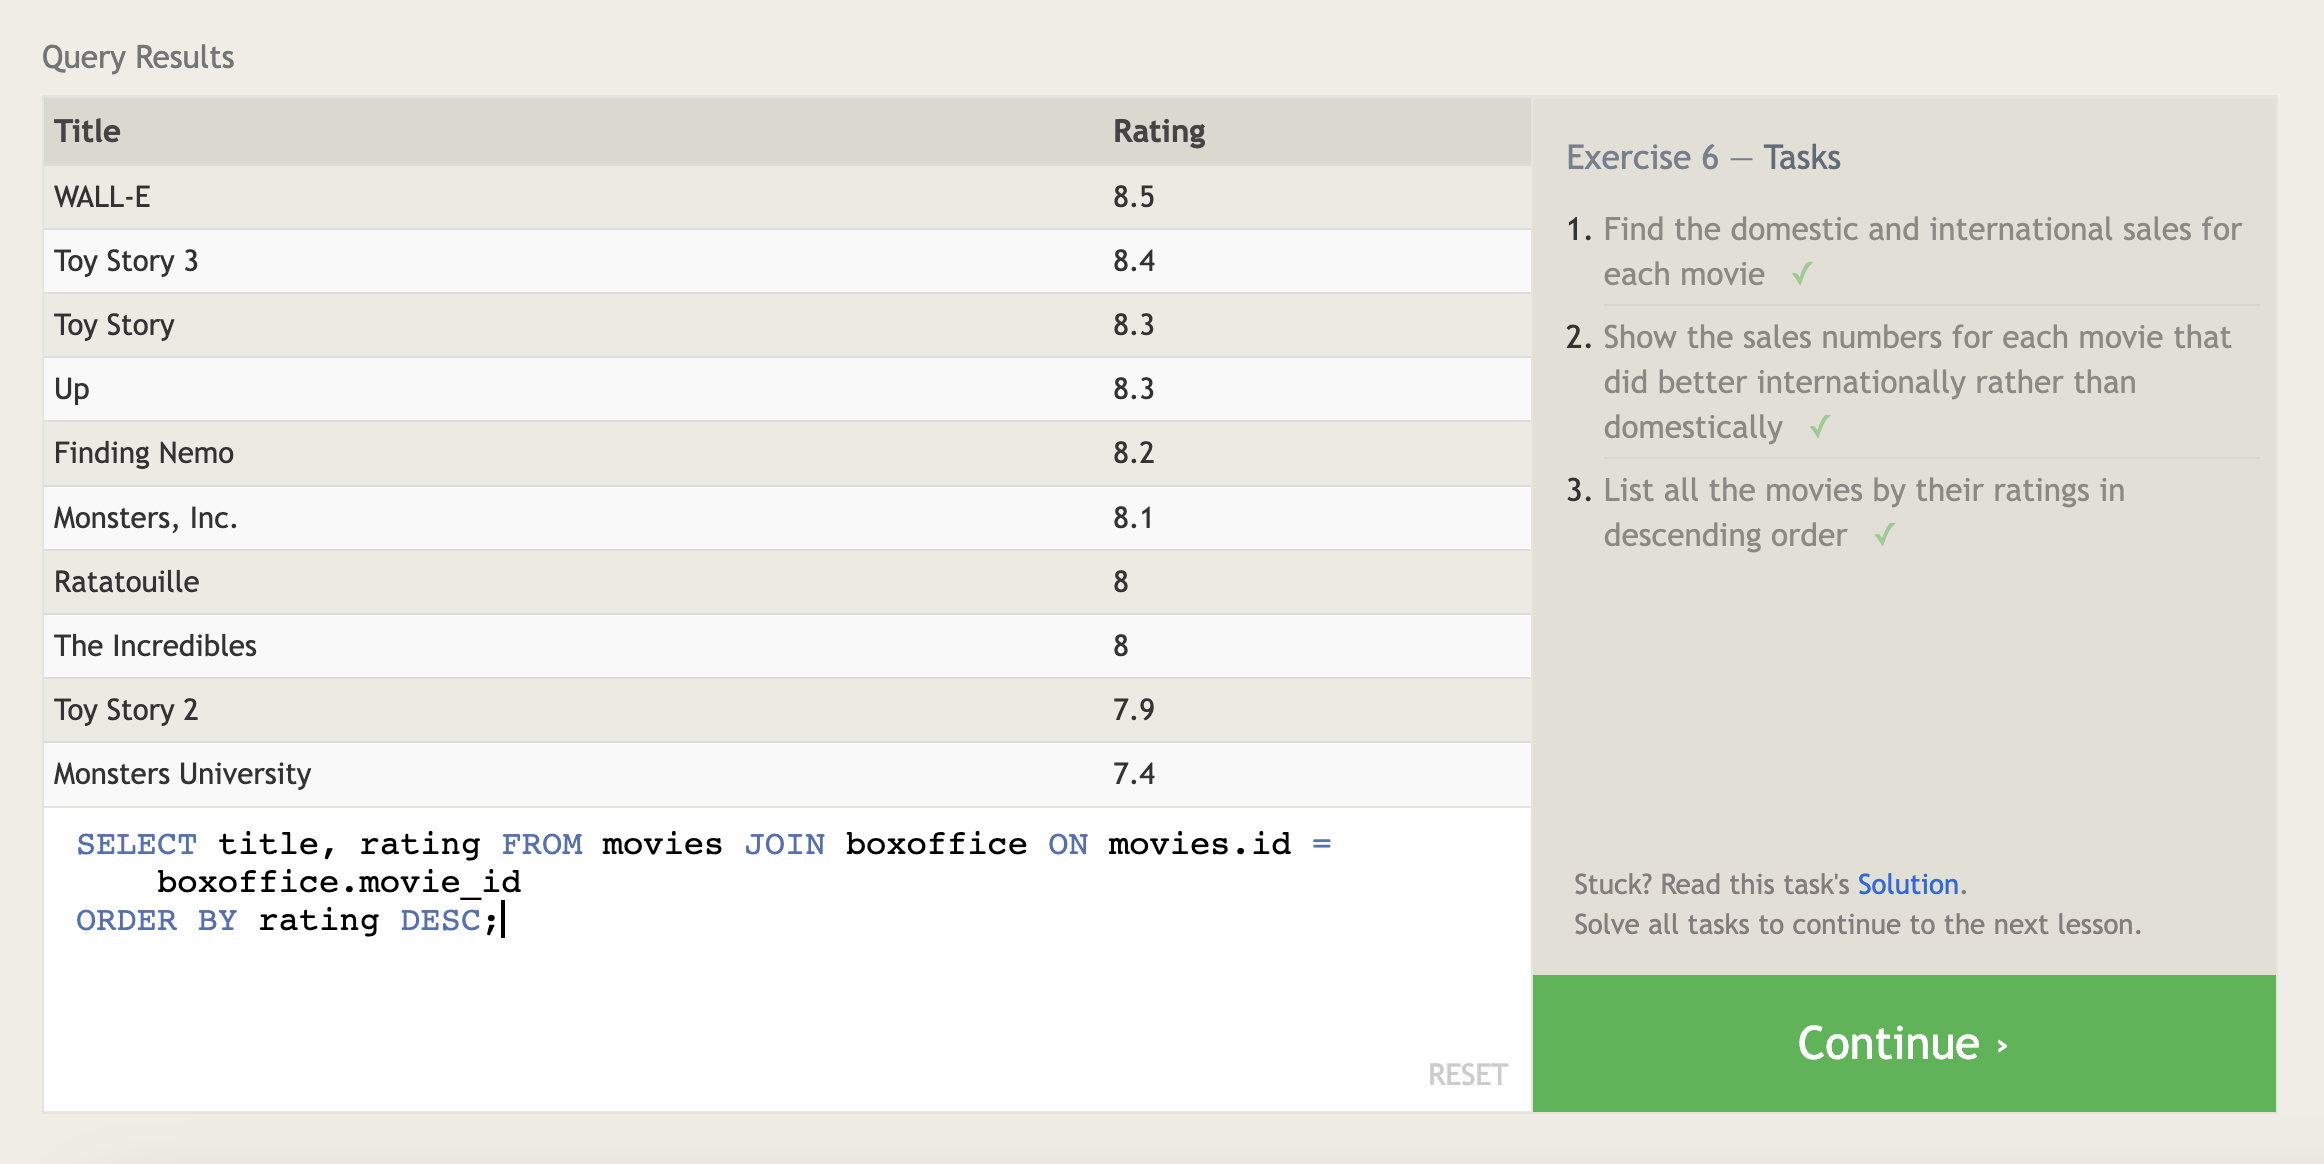 Query Results
Title Rating
WALL-E 8.5
Toy Story 3 8.4
Toy Story 8.3
Up 8.3
Finding Nemo 8.2
Monsters, Inc. 8.1
Ratatouille 8
The Incredibles 8
Toy Story 2 7.9
Monsters University 7.4
SELECT title, rating FROM movies JOIN boxoffice ON movies.id =
boxoffice.movie_id
ORDER BY rating DESC;
RESET
Exercise 6 — Tasks
1. Find the domestic and international sales for
each movie ✓
2. Show the sales numbers for each movie that
did better internationally rather than
domestically ✓
3. List all the movies by their ratings in
descending order ✓
Stuck? Read this task's Solution.
Solve all tasks to continue to the next lesson.
Continue ›